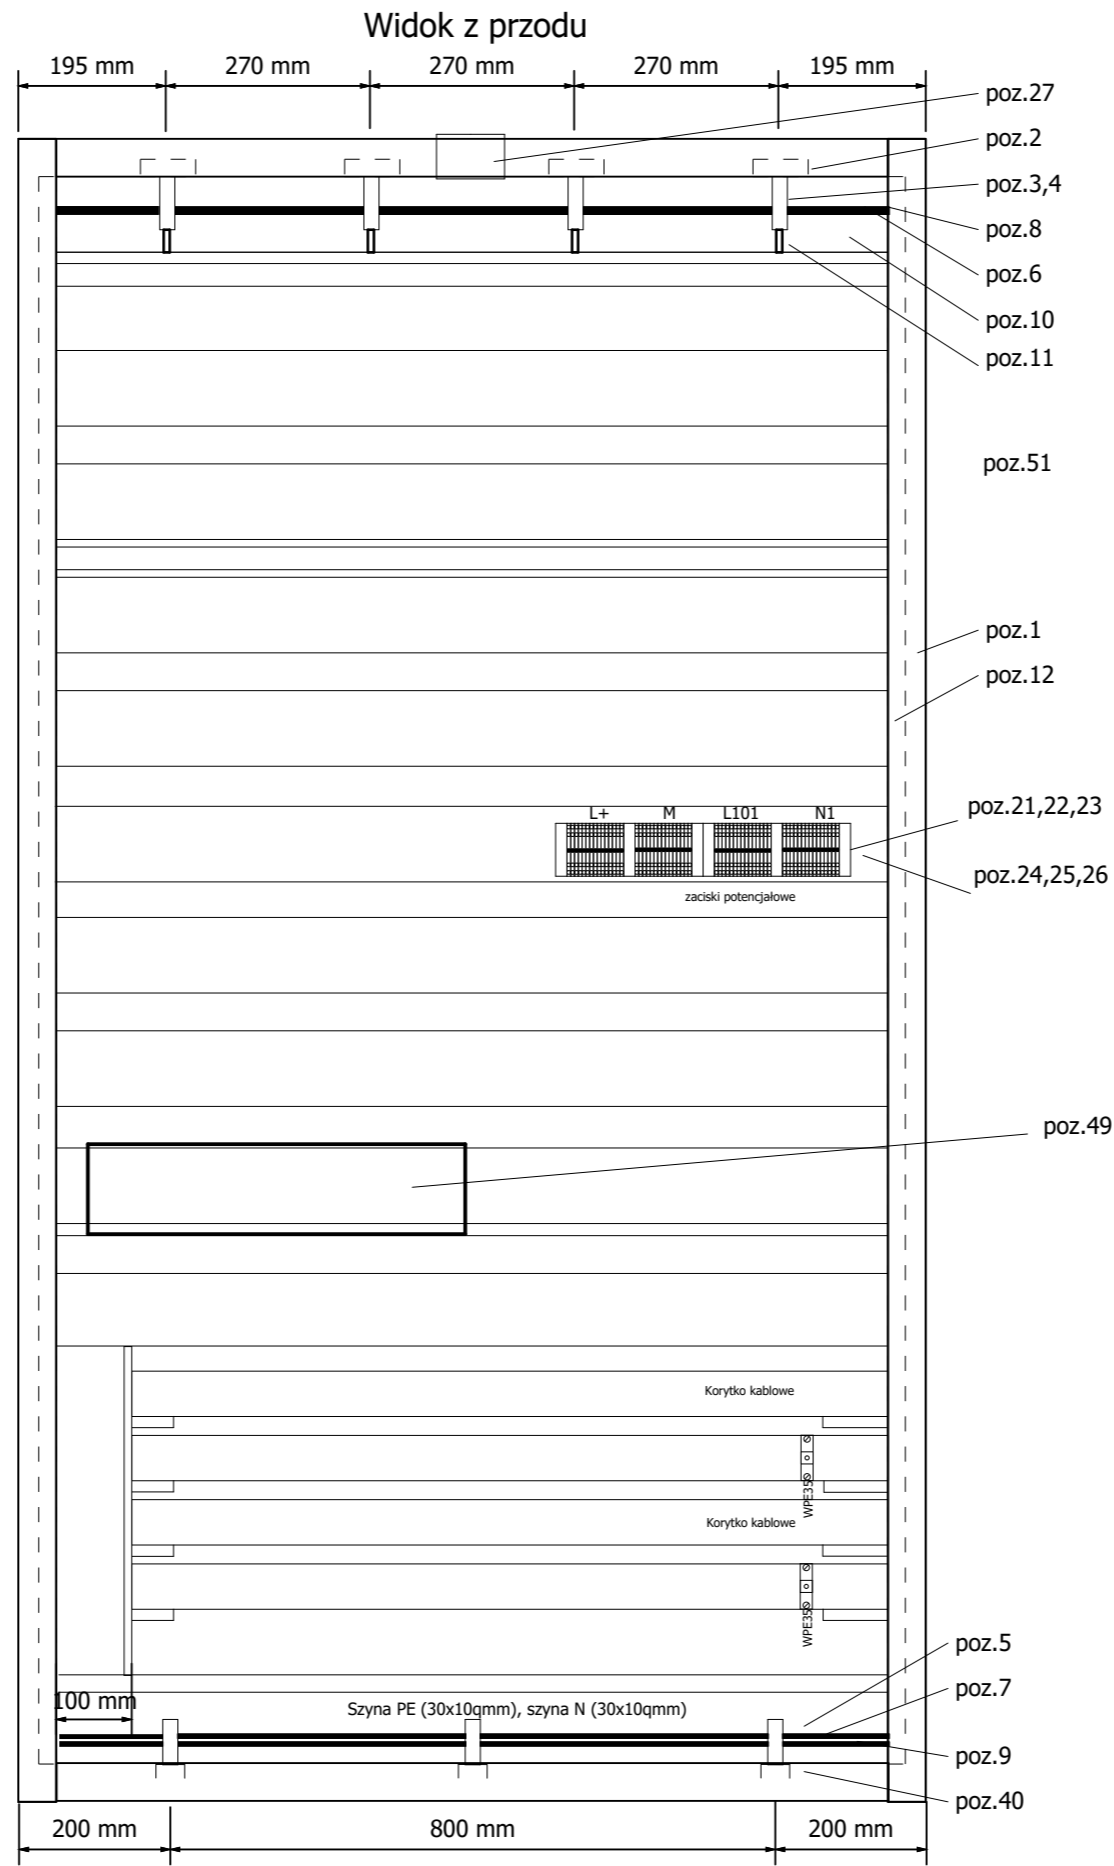 Widok z przodu
195 mm 270 mm 270 mm 270 mm 195 mm
poz.27
poz.2
poz.3,4
poz.8
poz.6
poz.10
poz.11
poz.51
poz.1
poz.12
L+ M L101 N1
poz.21,22,23
poz.24,25,26
zaciski potencjałowe
poz.49
Korytko kablowe
WPE35
Korytko kablowe
WPE35
poz.5
100 mm
Szyna PE (30x10qmm), szyna N (30x10qmm)
poz.7
poz.9
poz.40
200 mm 800 mm 200 mm